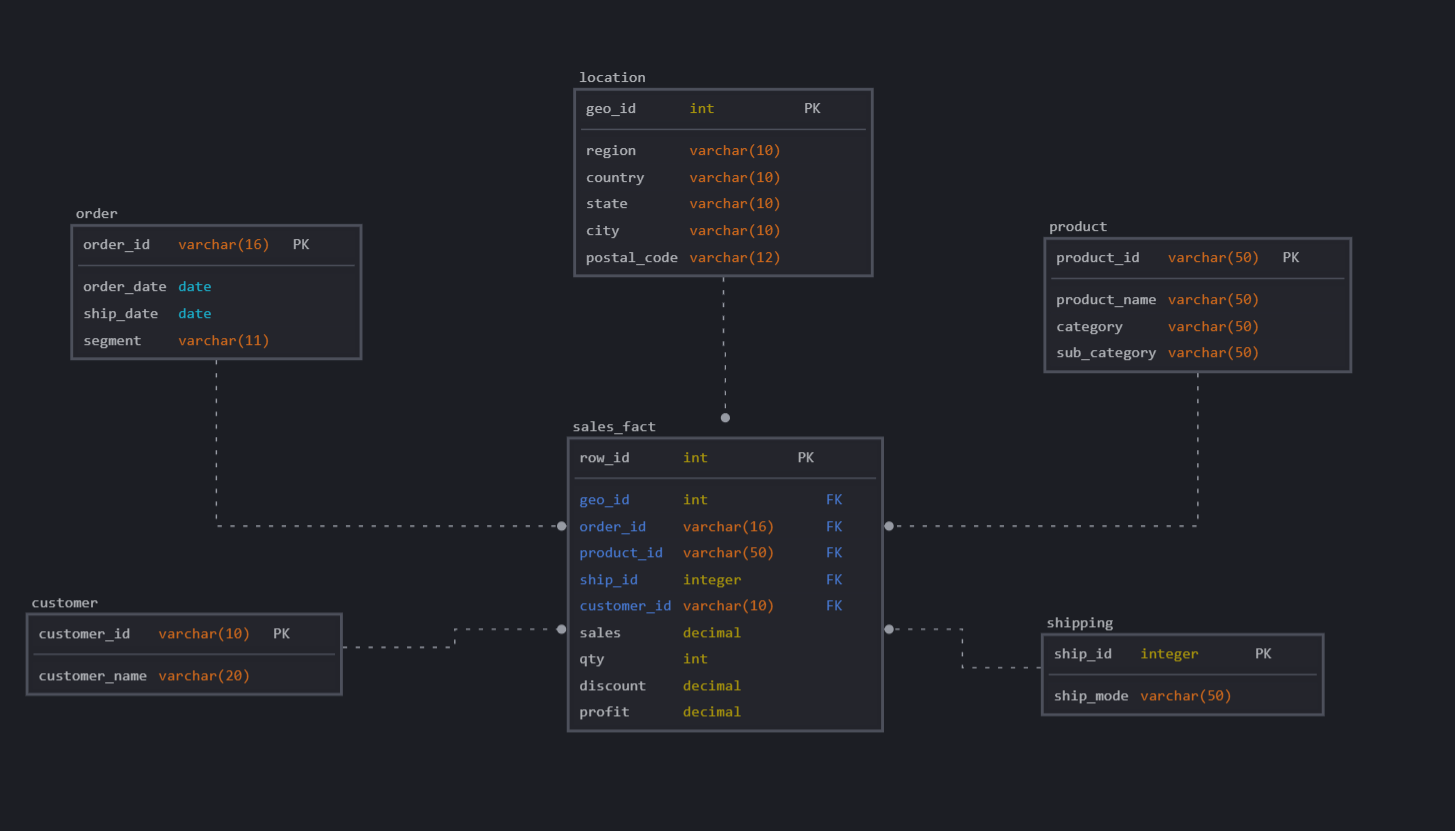 location
geo_id int PK
region varchar(10)
country varchar(10)
state varchar(10)
city varchar(10)
postal_code varchar(12)
order
order_id varchar(16) PK
order_date date
ship_date date
segment varchar(11)
product
product_id varchar(50) PK
product_name varchar(50)
category varchar(50)
sub_category varchar(50)
sales_fact
row_id int PK
geo_id int FK
order_id varchar(16) FK
product_id varchar(50) FK
ship_id integer FK
customer_id varchar(10) FK
sales decimal
qty int
discount decimal
profit decimal
customer
customer_id varchar(10) PK
customer_name varchar(20)
shipping
ship_id integer PK
ship_mode varchar(50)